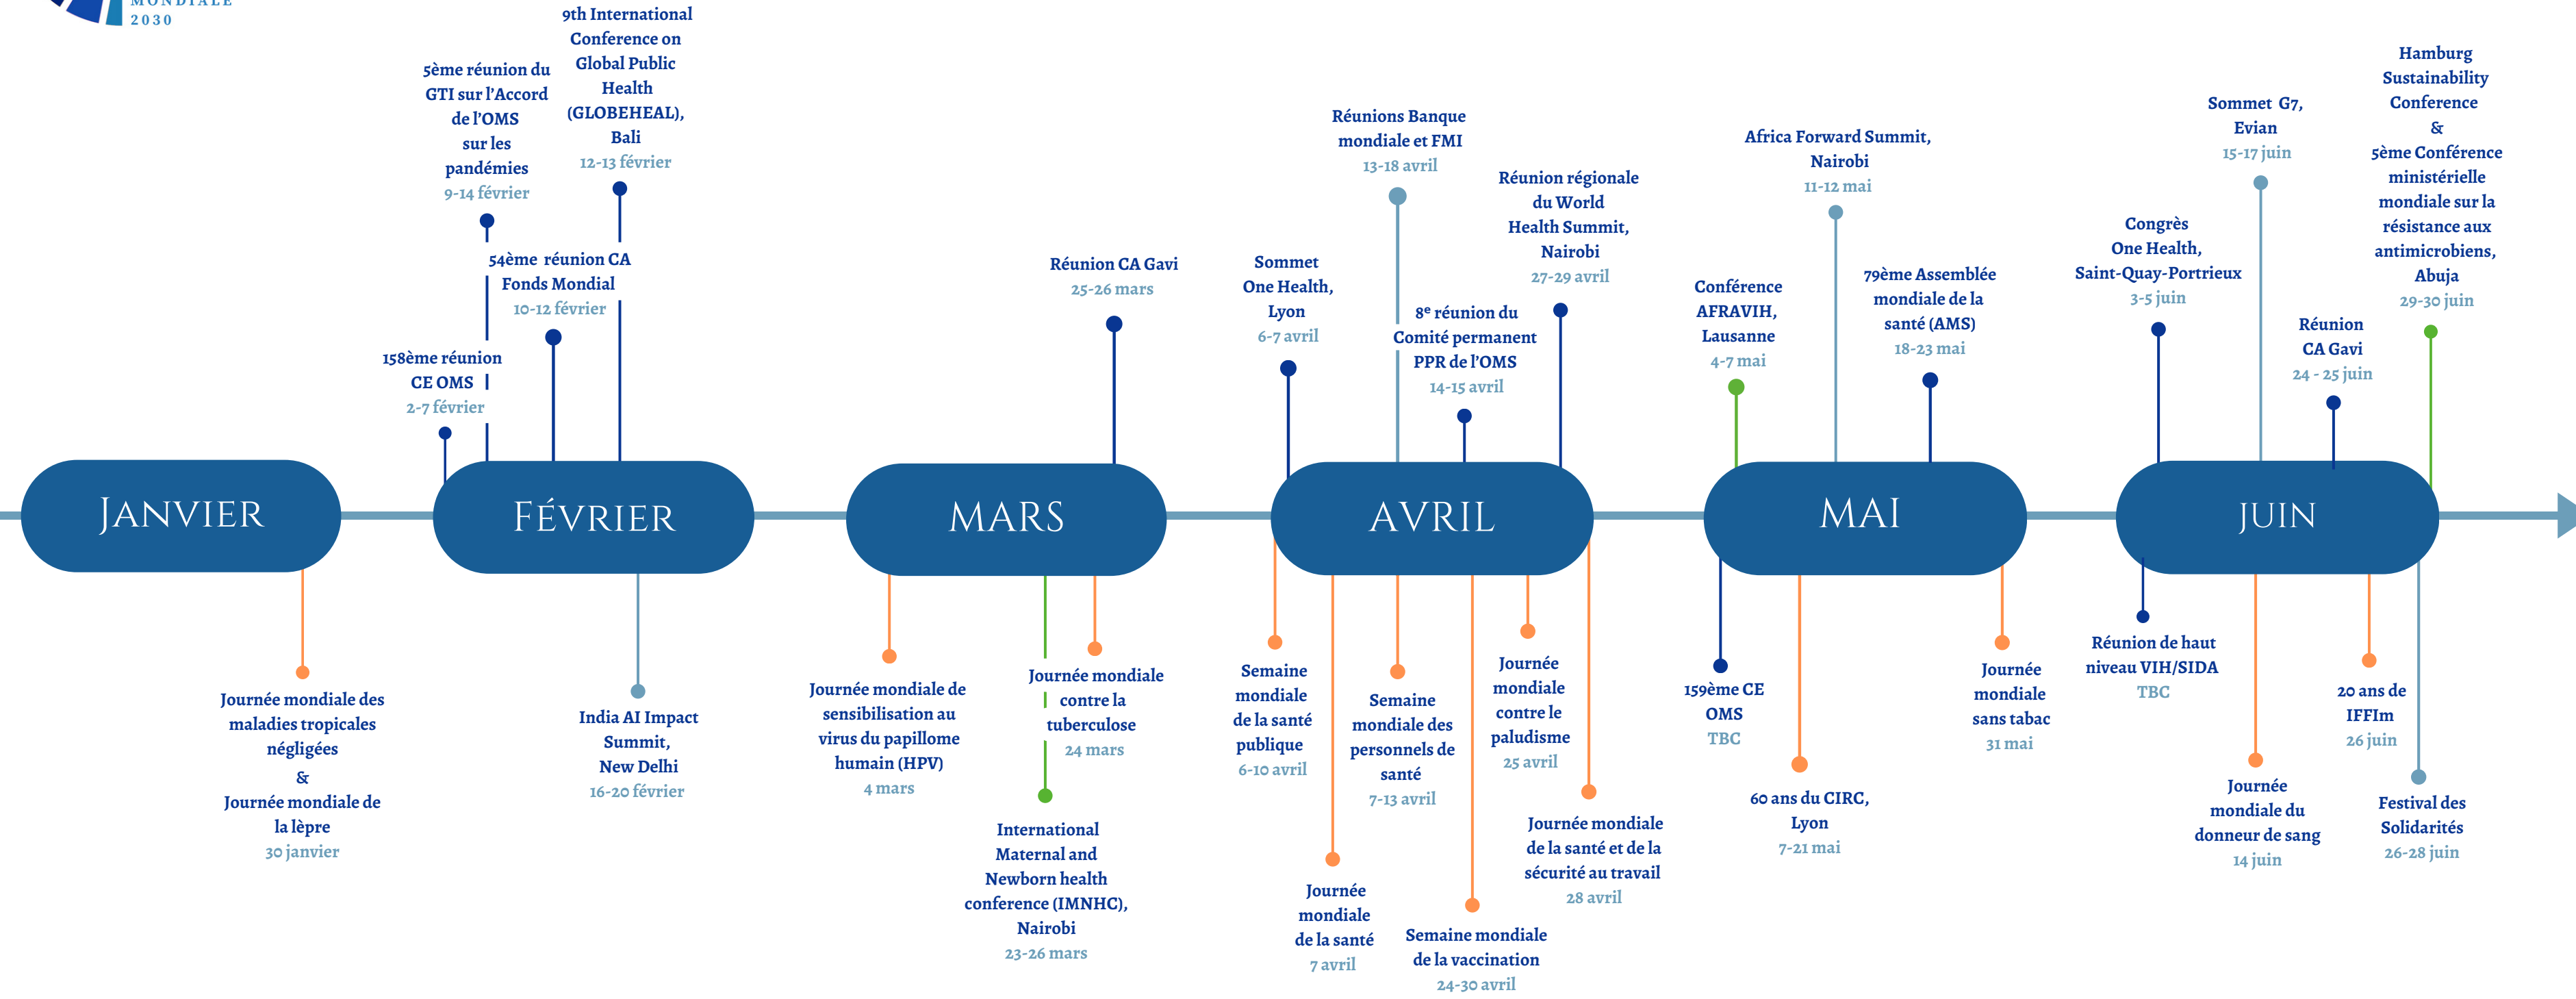 MONDIALE
2030
5ème réunion du
GTI sur l'Accord
de l'OMS
sur les
pandémies
9-14 février
9th International
Conference on
Global Public
Health
(GLOBEHEAL),
Bali
12-13 février
54ème réunion CA
Fonds Mondial
10-12 février
158ème réunion
CE OMS
2-7 février
Réunion CA Gavi
25-26 mars
Sommet
One Health,
Lyon
6-7 avril
Réunions Banque
mondiale et FMI
13-18 avril
8e réunion du
Comité permanent
PPR de l'OMS
14-15 avril
Réunion régionale
du World
Health Summit,
Nairobi
27-29 avril
Conférence
AFRAVIH,
Lausanne
4-7 mai
Africa Forward Summit,
Nairobi
11-12 mai
79ème Assemblée
mondiale de la
santé (AMS)
18-23 mai
Congrès
One Health,
Saint-Quay-Portrieux
3-5 juin
Sommet G7,
Evian
15-17 juin
Réunion
CA Gavi
24 - 25 juin
Hamburg
Sustainability
Conference
&
5ème Conférence
ministérielle
mondiale sur la
résistance aux
antimicrobiens,
Abuja
29-30 juin
JANVIER
FÉVRIER
MARS
AVRIL
MAI
JUIN
Journée mondiale des
maladies tropicales
négligées
&
Journée mondiale de
la lèpre
30 janvier
India AI Impact
Summit,
New Delhi
16-20 février
Journée mondiale de
sensibilisation au
virus du papillome
humain (HPV)
4 mars
Journée mondiale
contre la
tuberculose
24 mars
International
Maternal and
Newborn health
conference (IMNHC),
Nairobi
23-26 mars
Semaine
mondiale
de la santé
publique
6-10 avril
Journée
mondiale
de la santé
7 avril
Semaine
mondiale des
personnels de
santé
7-13 avril
Semaine mondiale
de la vaccination
24-30 avril
Journée
mondiale
contre le
paludisme
25 avril
Journée mondiale
de la santé et de la
sécurité au travail
28 avril
159ème CE
OMS
TBC
60 ans du CIRC,
Lyon
7-21 mai
Journée
mondiale
sans tabac
31 mai
Réunion de haut
niveau VIH/SIDA
TBC
Journée
mondiale du
donneur de sang
14 juin
20 ans de
IFFIm
26 juin
Festival des
Solidarités
26-28 juin